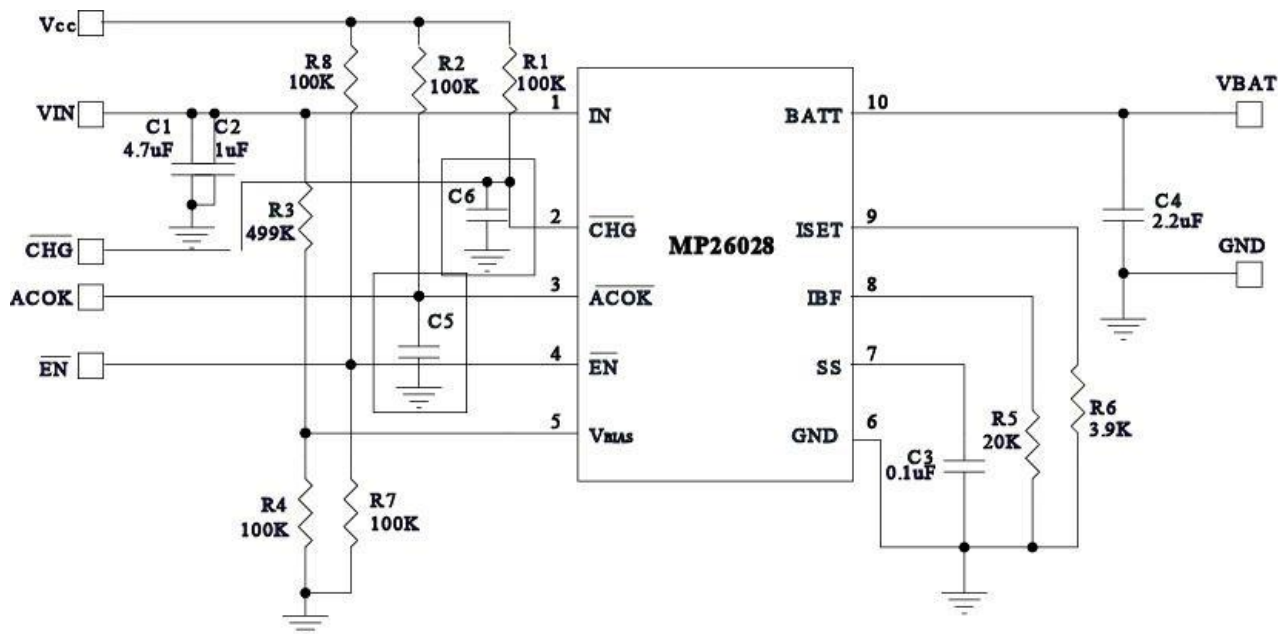 Vcc
R8
100K
R2
100K
R1
100K
VIN
1
IN
BATT
10
VBAT
C1
4.7uF
C2
1uF
C6
R3
499K
2
CHG
MP26028
ISET
9
C4
2.2uF
CHG
GND
ACOK
3
ACOK
IBF
8
C5
EN
4
EN
SS
7
5
VBIAS
GND
6
R5
20K
R6
3.9K
C3
0.1uF
R4
100K
R7
100K